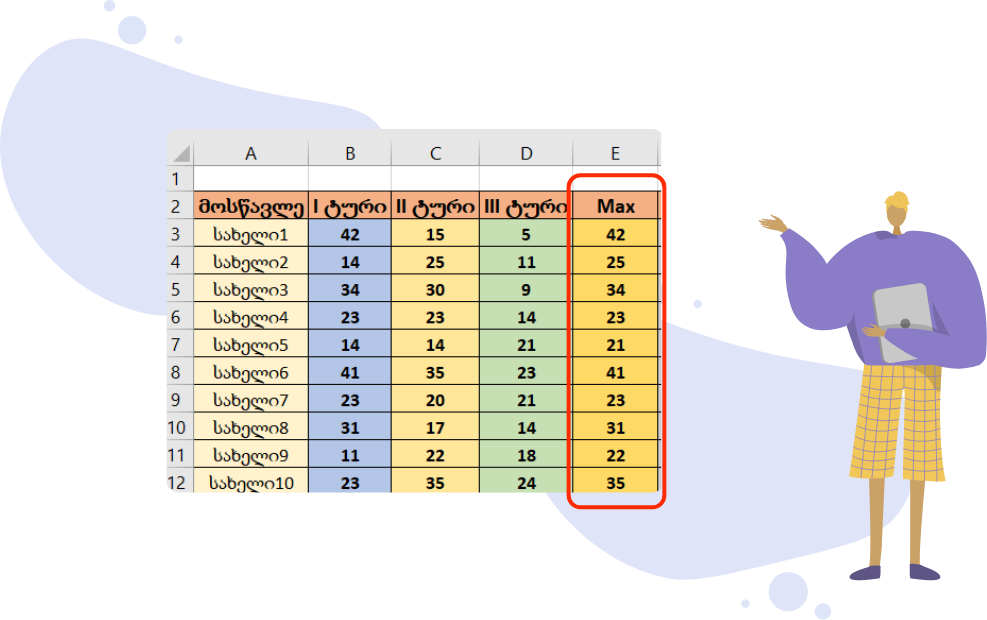 A B C D E
1
2 მოსწავლე I ტური II ტური III ტური Max
3 სახელი1 42 15 5 42
4 სახელი2 14 25 11 25
5 სახელი3 34 30 9 34
6 სახელი4 23 23 14 23
7 სახელი5 14 14 21 21
8 სახელი6 41 35 23 41
9 სახელი7 23 20 21 23
10 სახელი8 31 17 14 31
11 სახელი9 11 22 18 22
12 სახელი10 23 35 24 35